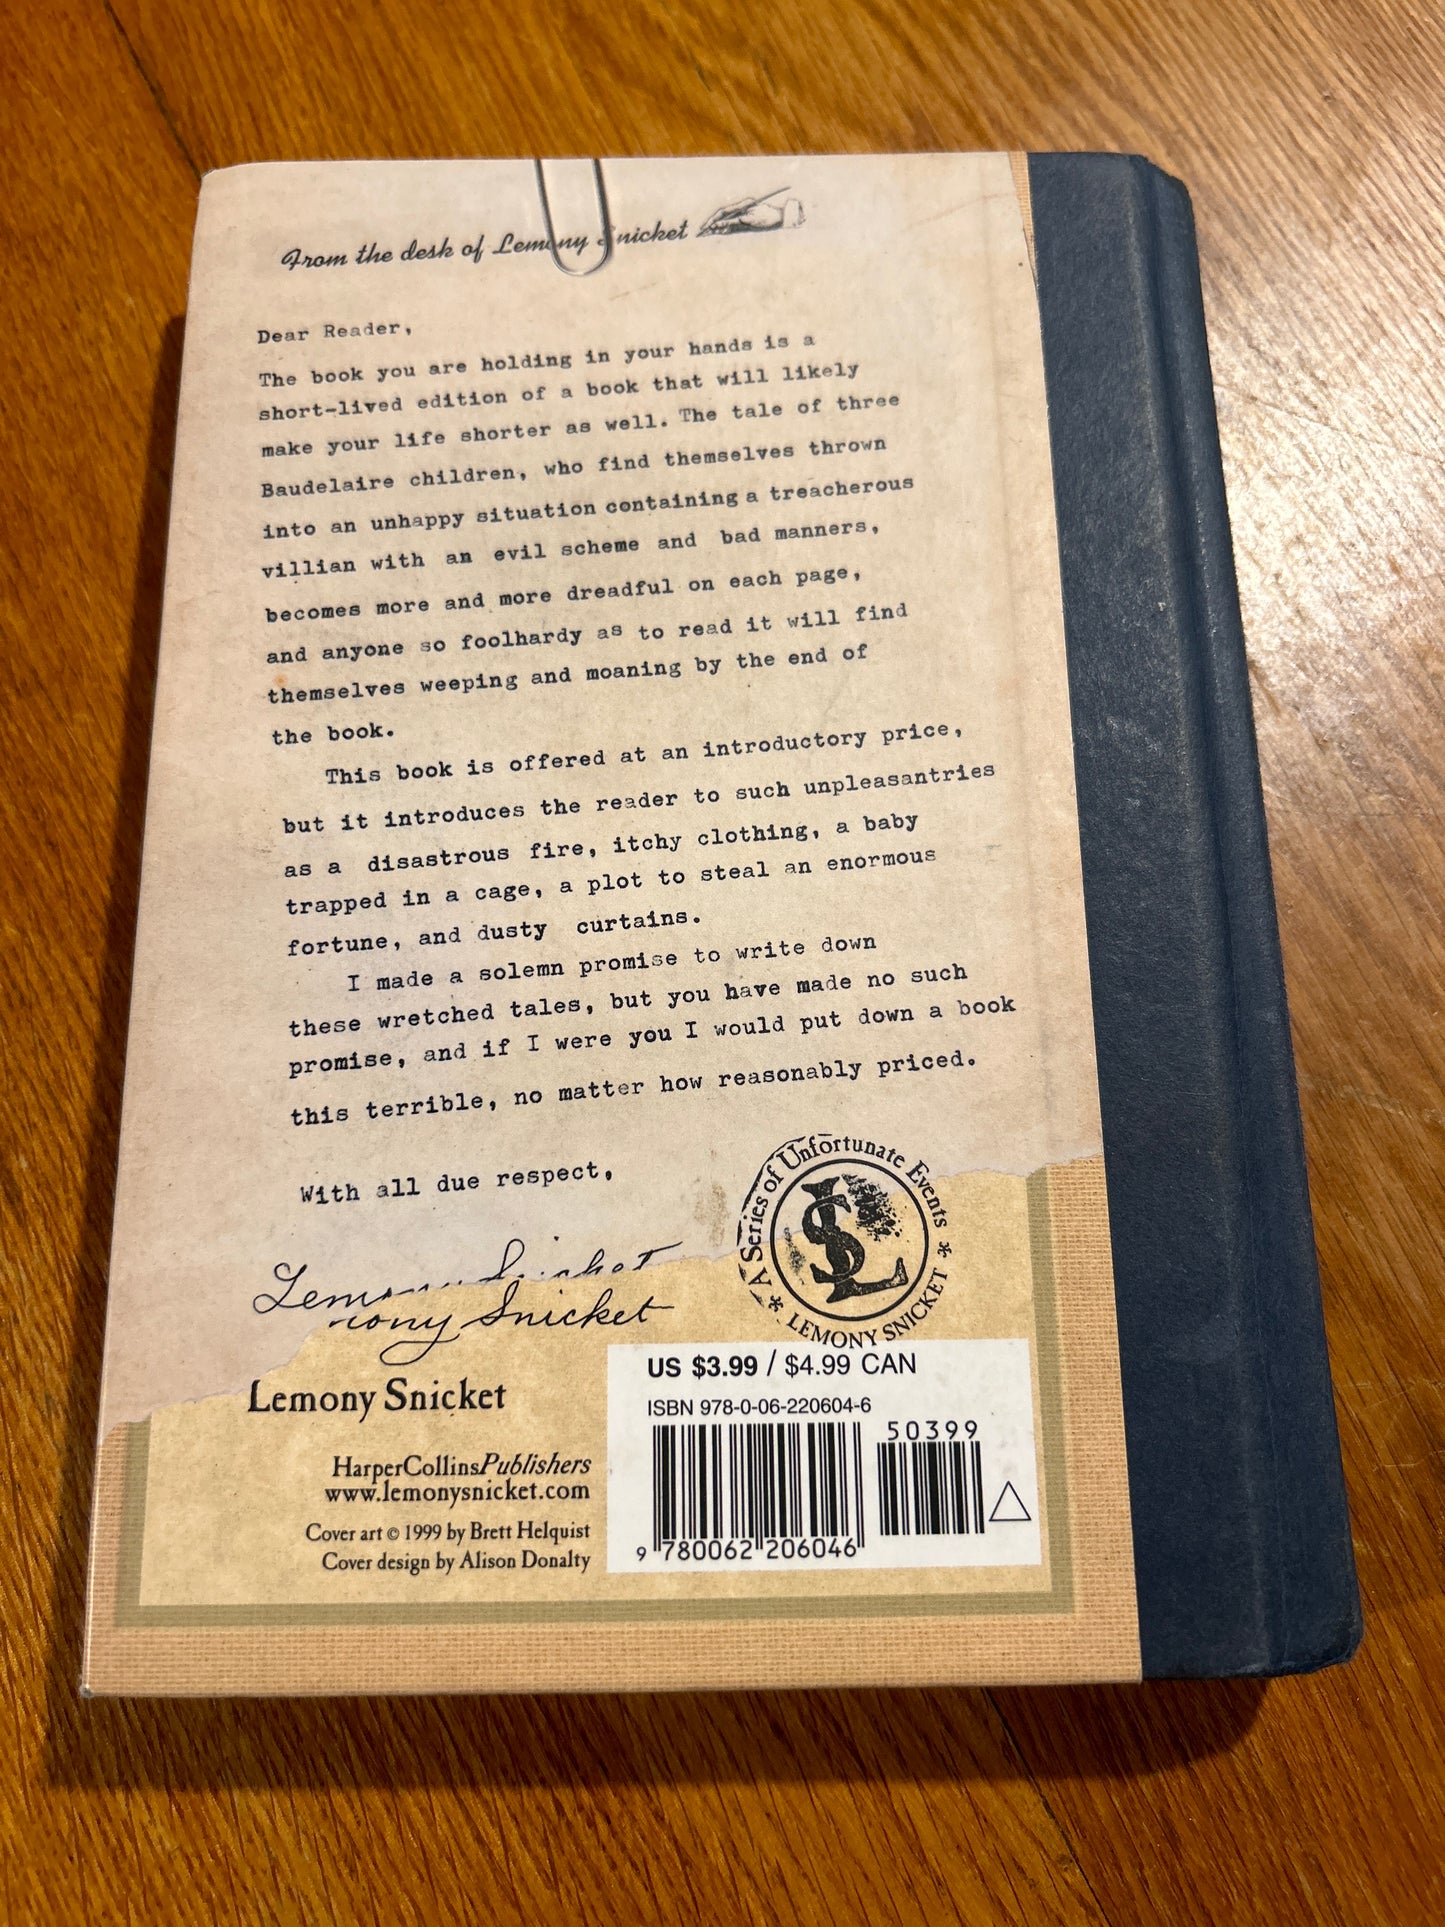 From the desk of Lemony Snicket
Dear Reader,
The book you are holding in your hands is a
short-lived edition of a book that will likely
make your life shorter as well. The tale of three
Baudelaire children, who find themselves thrown
into an unhappy situation containing a treacherous
villian with an evil scheme and bad manners,
becomes more and more dreadful on each page,
and anyone so foolhardy as to read it will find
themselves weeping and moaning by the end of
the book.
This book is offered at an introductory price,
but it introduces the reader to such unpleasantries
as a disastrous fire, itchy clothing, a baby
trapped in a cage, a plot to steal an enormous
fortune, and dusty curtains.
I made a solemn promise to write down
these wretched tales, but you have made no such
promise, and if I were you I would put down a book
this terrible, no matter how reasonably priced.
With all due respect,
Lemony Snicket
mony Snicket
A Series of Unfortunate Events * LEMONY SNICKET *
LS
Lemony Snicket
HarperCollinsPublishers
www.lemonysnicket.com
Cover art © 1999 by Brett Helquist
Cover design by Alison Donalty
US $3.99 / $4.99 CAN
ISBN 978-0-06-220604-6
50399
9 780062 206046